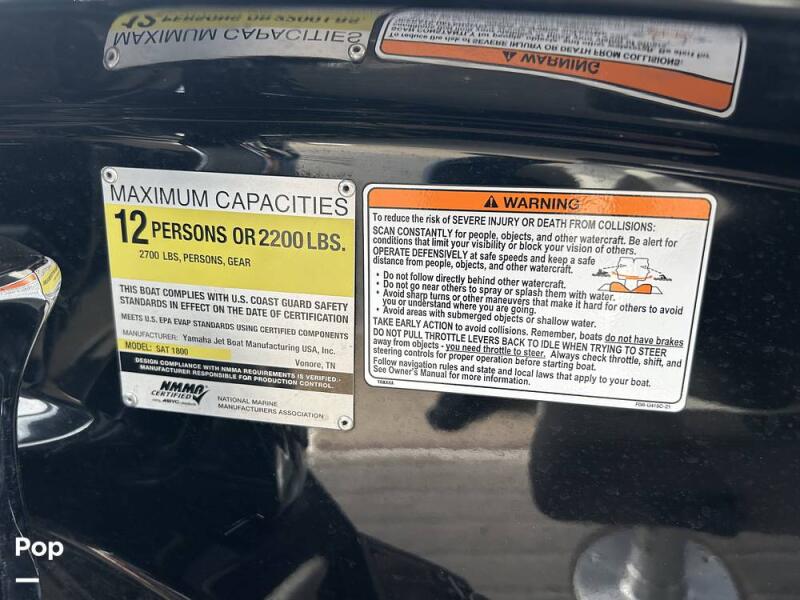 MAXIMUM CAPACITIES
12 PERSONS OR 2200 LBS.
2700 LBS, PERSONS, GEAR
THIS BOAT COMPLIES WITH U.S. COAST GUARD SAFETY
STANDARDS IN EFFECT ON THE DATE OF CERTIFICATION
MEETS U.S. EPA EVAP STANDARDS USING CERTIFIED COMPONENTS
MANUFACTURER: Yamaha Jet Boat Manufacturing USA, Inc.
MODEL: SAT 1800
Vonore, TN
DESIGN COMPLIANCE WITH NMMA REQUIREMENTS IS VERIFIED.-
-MANUFACTURER RESPONSIBLE FOR PRODUCTION CONTROL.
NMMA
CERTIFIED
NATIONAL MARINE
MANUFACTURERS ASSOCIATION
WARNING
To reduce the risk of SEVERE INJURY OR DEATH FROM COLLISIONS:
SCAN CONSTANTLY for people, objects, and other watercraft. Be alert for
conditions that limit your visibility or block your vision of others.
OPERATE DEFENSIVELY at safe speeds and keep a safe
distance from people, objects, and other watercraft.
• Do not follow directly behind other watercraft.
• Do not go near others to spray or splash them with water.
• Avoid sharp turns or other maneuvers that make it hard for others to avoid
you or understand where you are going.
• Avoid areas with submerged objects or shallow water.
TAKE EARLY ACTION to avoid collisions. Remember, boats do not have brakes
DO NOT PULL THROTTLE LEVERS BACK TO IDLE WHEN TRYING TO STEER
away from objects - you need throttle to steer. Always check throttle, shift, and
steering controls for proper operation before starting boat.
Follow navigation rules and state and local laws that apply to your boat.
See Owner's Manual for more information.
YAMAHA
Pop